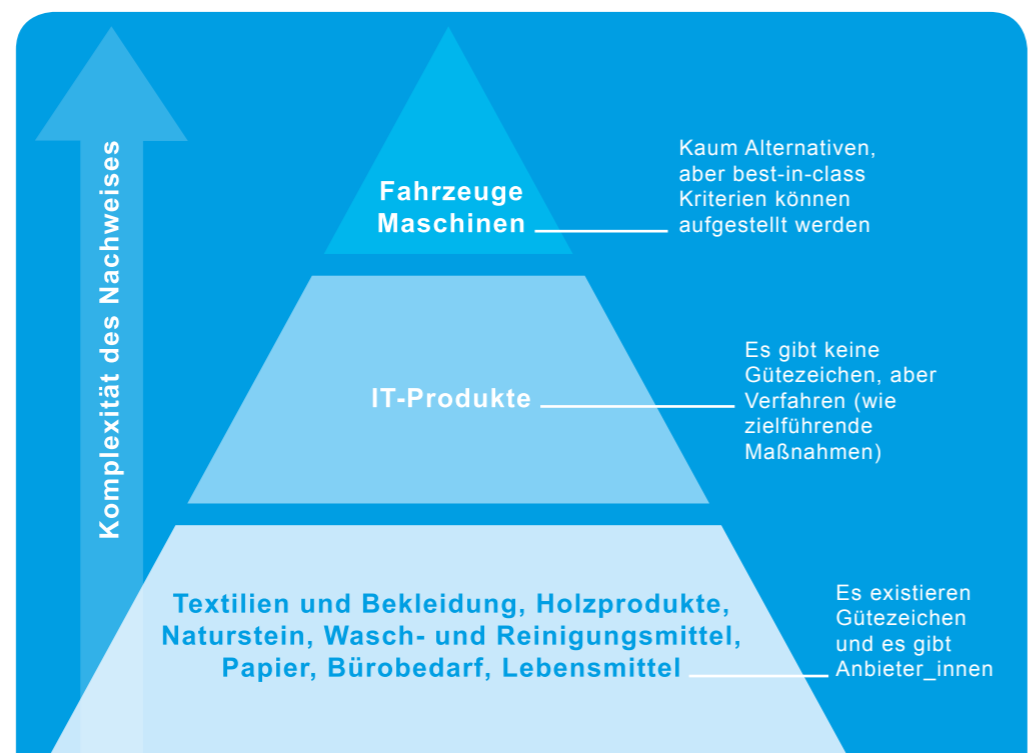 Komplexität des Nachweises
Fahrzeuge
Maschinen
Kaum Alternativen,
aber best-in-class
Kriterien können
aufgestellt werden
IT-Produkte
Es gibt keine
Gütezeichen, aber
Verfahren (wie
zielführende
Maßnahmen)
Textilien und Bekleidung, Holzprodukte,
Naturstein, Wasch- und Reinigungsmittel,
Papier, Bürobedarf, Lebensmittel
Es existieren
Gütezeichen
und es gibt
Anbieter_innen